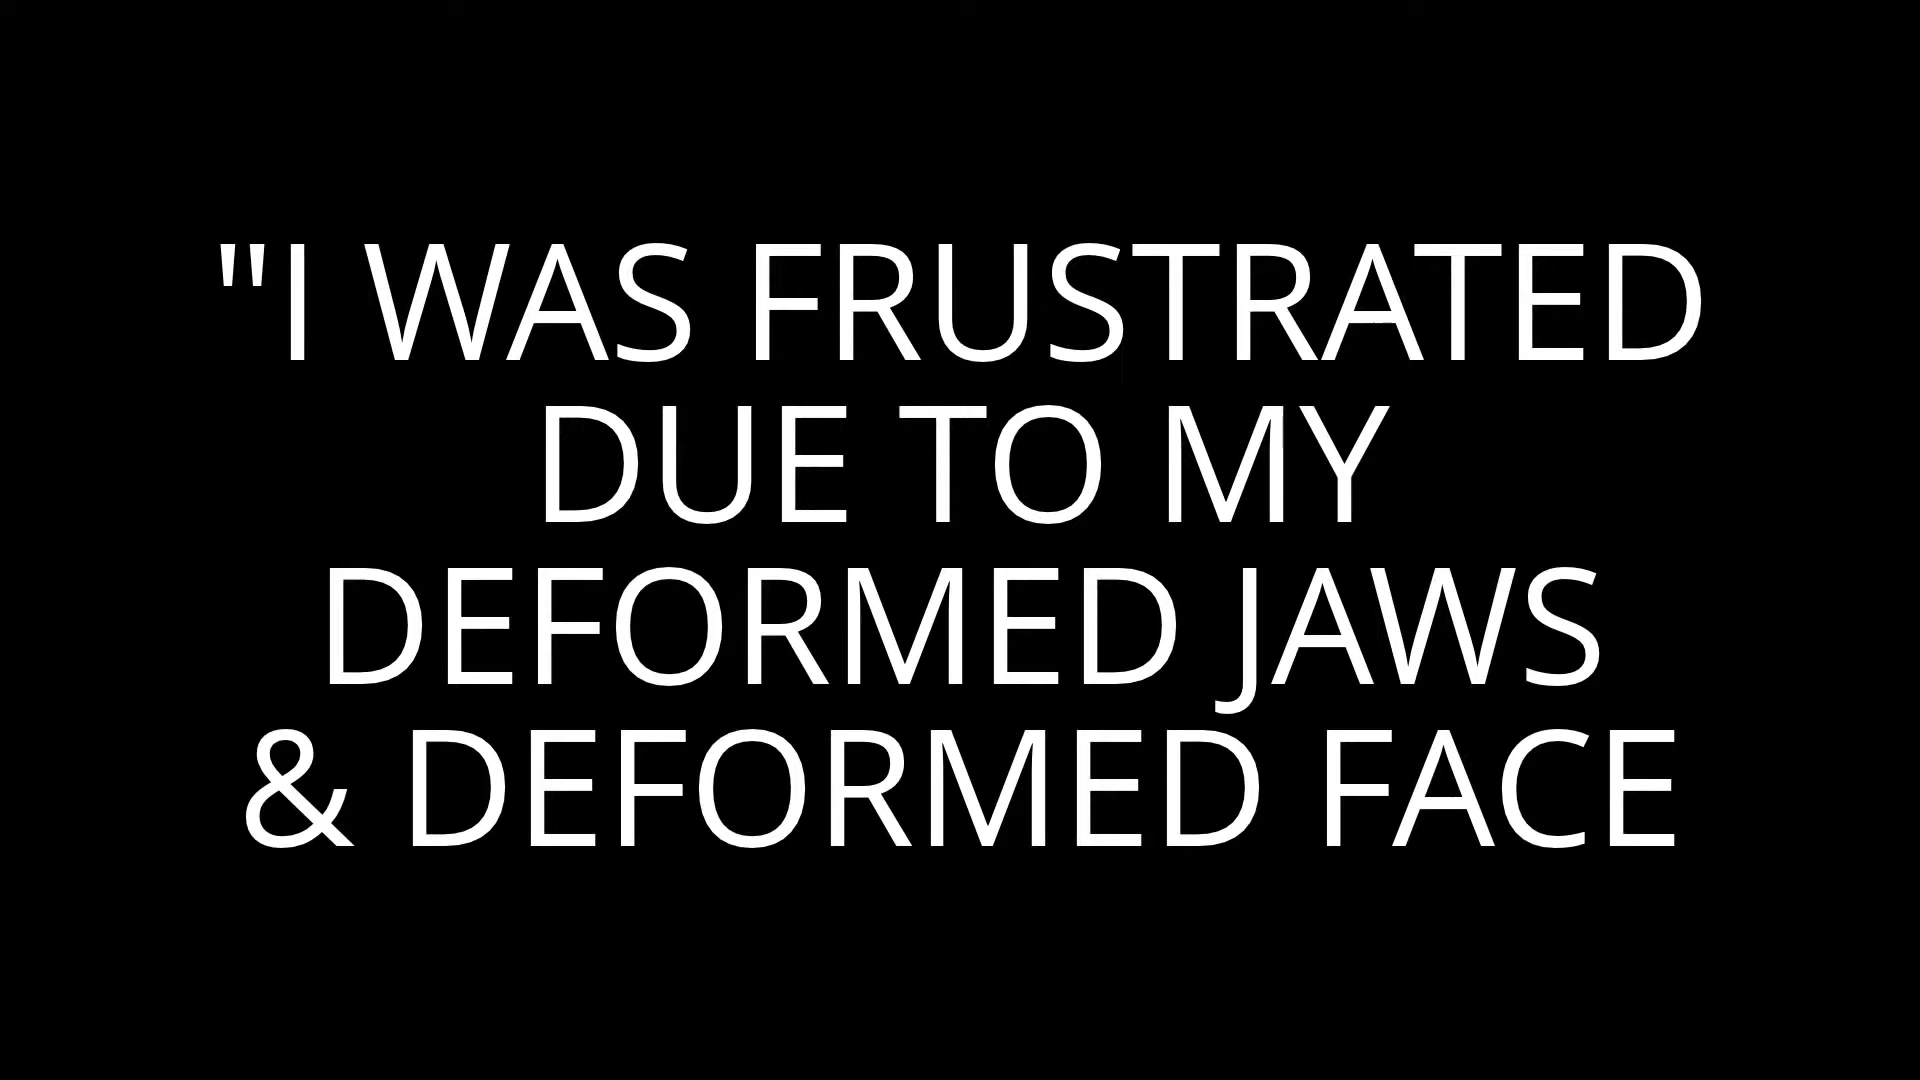 "I WAS FRUSTRATED
DUE TO MY
DEFORMED JAWS
& DEFORMED FACE